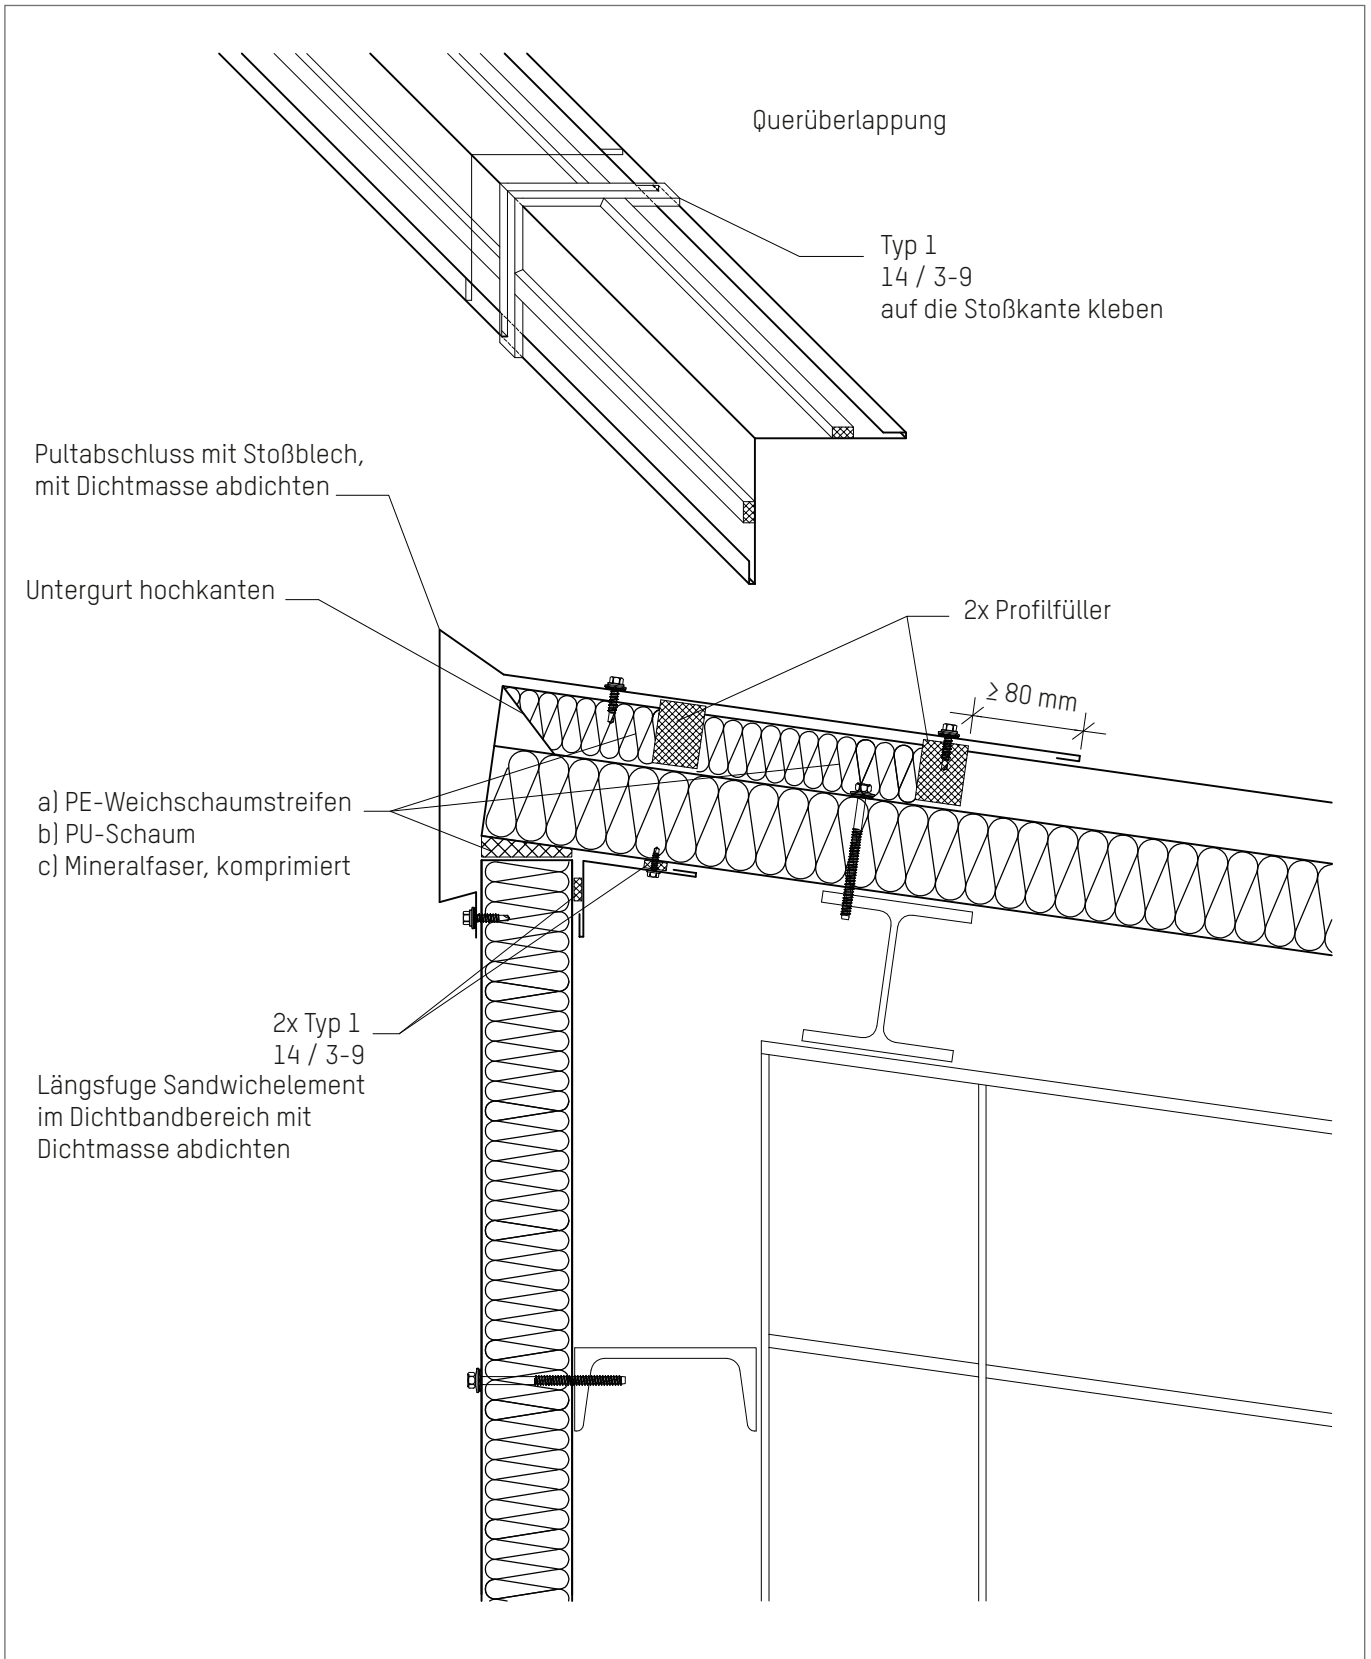 Querüberlappung
Typ 1
14 / 3-9
auf die Stoßkante kleben
Pultabschluss mit Stoßblech,
mit Dichtmasse abdichten
Untergurt hochkanten
2x Profilfüller
≥ 80 mm
a) PE-Weichschaumstreifen
b) PU-Schaum
c) Mineralfaser, komprimiert
2x Typ 1
14 / 3-9
Längsfuge Sandwichelement
im Dichtbandbereich mit
Dichtmasse abdichten